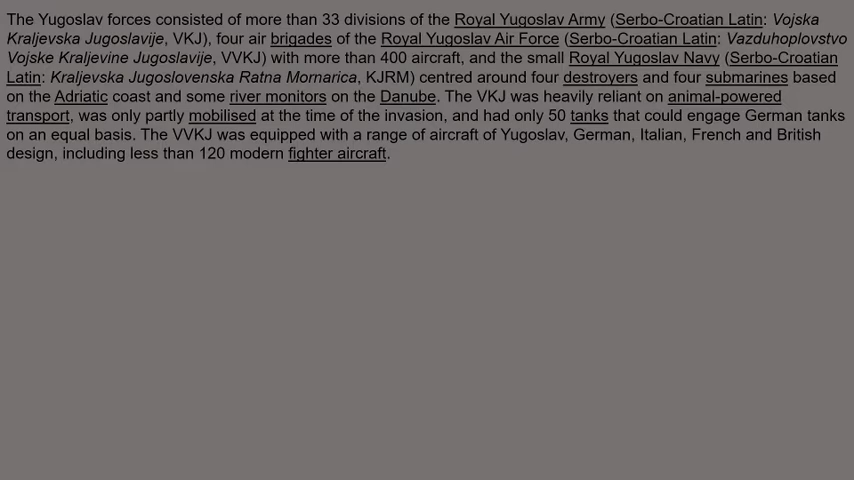 The Yugoslav forces consisted of more than 33 divisions of the Royal Yugoslav Army (Serbo-Croatian Latin: Vojska
Kraljevska Jugoslavije, VKJ), four air brigades of the Royal Yugoslav Air Force (Serbo-Croatian Latin: Vazduhoplovstvo
Vojske Kraljevine Jugoslavije, VVKJ) with more than 400 aircraft, and the small Royal Yugoslav Navy (Serbo-Croatian
Latin: Kraljevska Jugoslovenska Ratna Mornarica, KJRM) centred around four destroyers and four submarines based
on the Adriatic coast and some river monitors on the Danube. The VKJ was heavily reliant on animal-powered
transport, was only partly mobilised at the time of the invasion, and had only 50 tanks that could engage German tanks
on an equal basis. The VVKJ was equipped with a range of aircraft of Yugoslav, German, Italian, French and British
design, including less than 120 modern fighter aircraft.